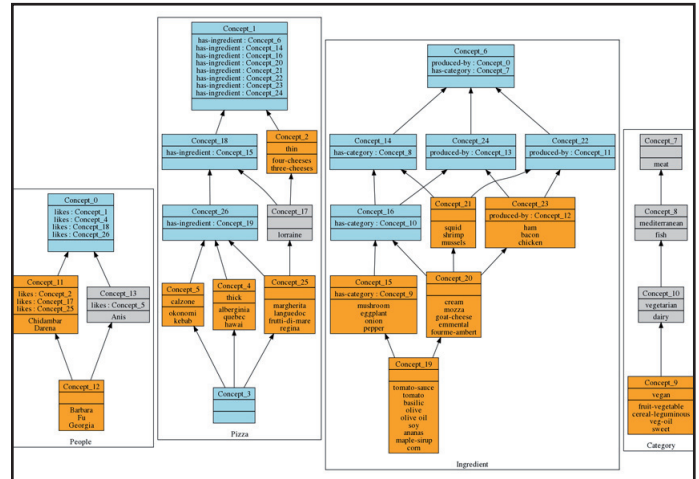 Concept_1
has-ingredient : Concept_6
has-ingredient : Concept_14
has-ingredient : Concept_16
has-ingredient : Concept_20
has-ingredient : Concept_21
has-ingredient : Concept_22
has-ingredient : Concept_23
has-ingredient : Concept_24
Concept_18
has-ingredient : Concept_15
Concept_2
thin
four-cheeses
three-cheeses
Concept_26
has-ingredient : Concept_19
Concept_17
lorraine
Concept_5
calzone
okonomi
kebab
Concept_4
thick
alberginia
quebec
hawai
Concept_25
margherita
languedoc
frutti-di-mare
regina
Concept_3
Pizza
Concept_0
likes : Concept_1
likes : Concept_4
likes : Concept_18
likes : Concept_26
Concept_11
likes : Concept_2
likes : Concept_17
likes : Concept_25
Chidambar
Darena
Concept_13
likes : Concept_5
Anis
Concept_12
Barbara
Fu
Georgia
People
Concept_6
produced-by : Concept_0
has-category : Concept_7
Concept_14
has-category : Concept_8
Concept_24
produced-by : Concept_13
Concept_22
produced-by : Concept_11
Concept_16
has-category : Concept_10
Concept_21
squid
shrimp
mussels
Concept_23
produced-by : Concept_12
ham
bacon
chicken
Concept_15
has-category : Concept_9
mushroom
eggplant
onion
pepper
Concept_20
cream
mozza
goat-cheese
emmental
fourme-ambert
Concept_19
tomato-sauce
tomato
basilic
olive
olive oil
soy
ananas
maple-sirup
corn
Ingredient
Concept_7
meat
Concept_8
mediterranean
fish
Concept_10
vegetarian
dairy
Concept_9
vegan
fruit-vegetable
cereal-leguminous
veg-oil
sweet
Category